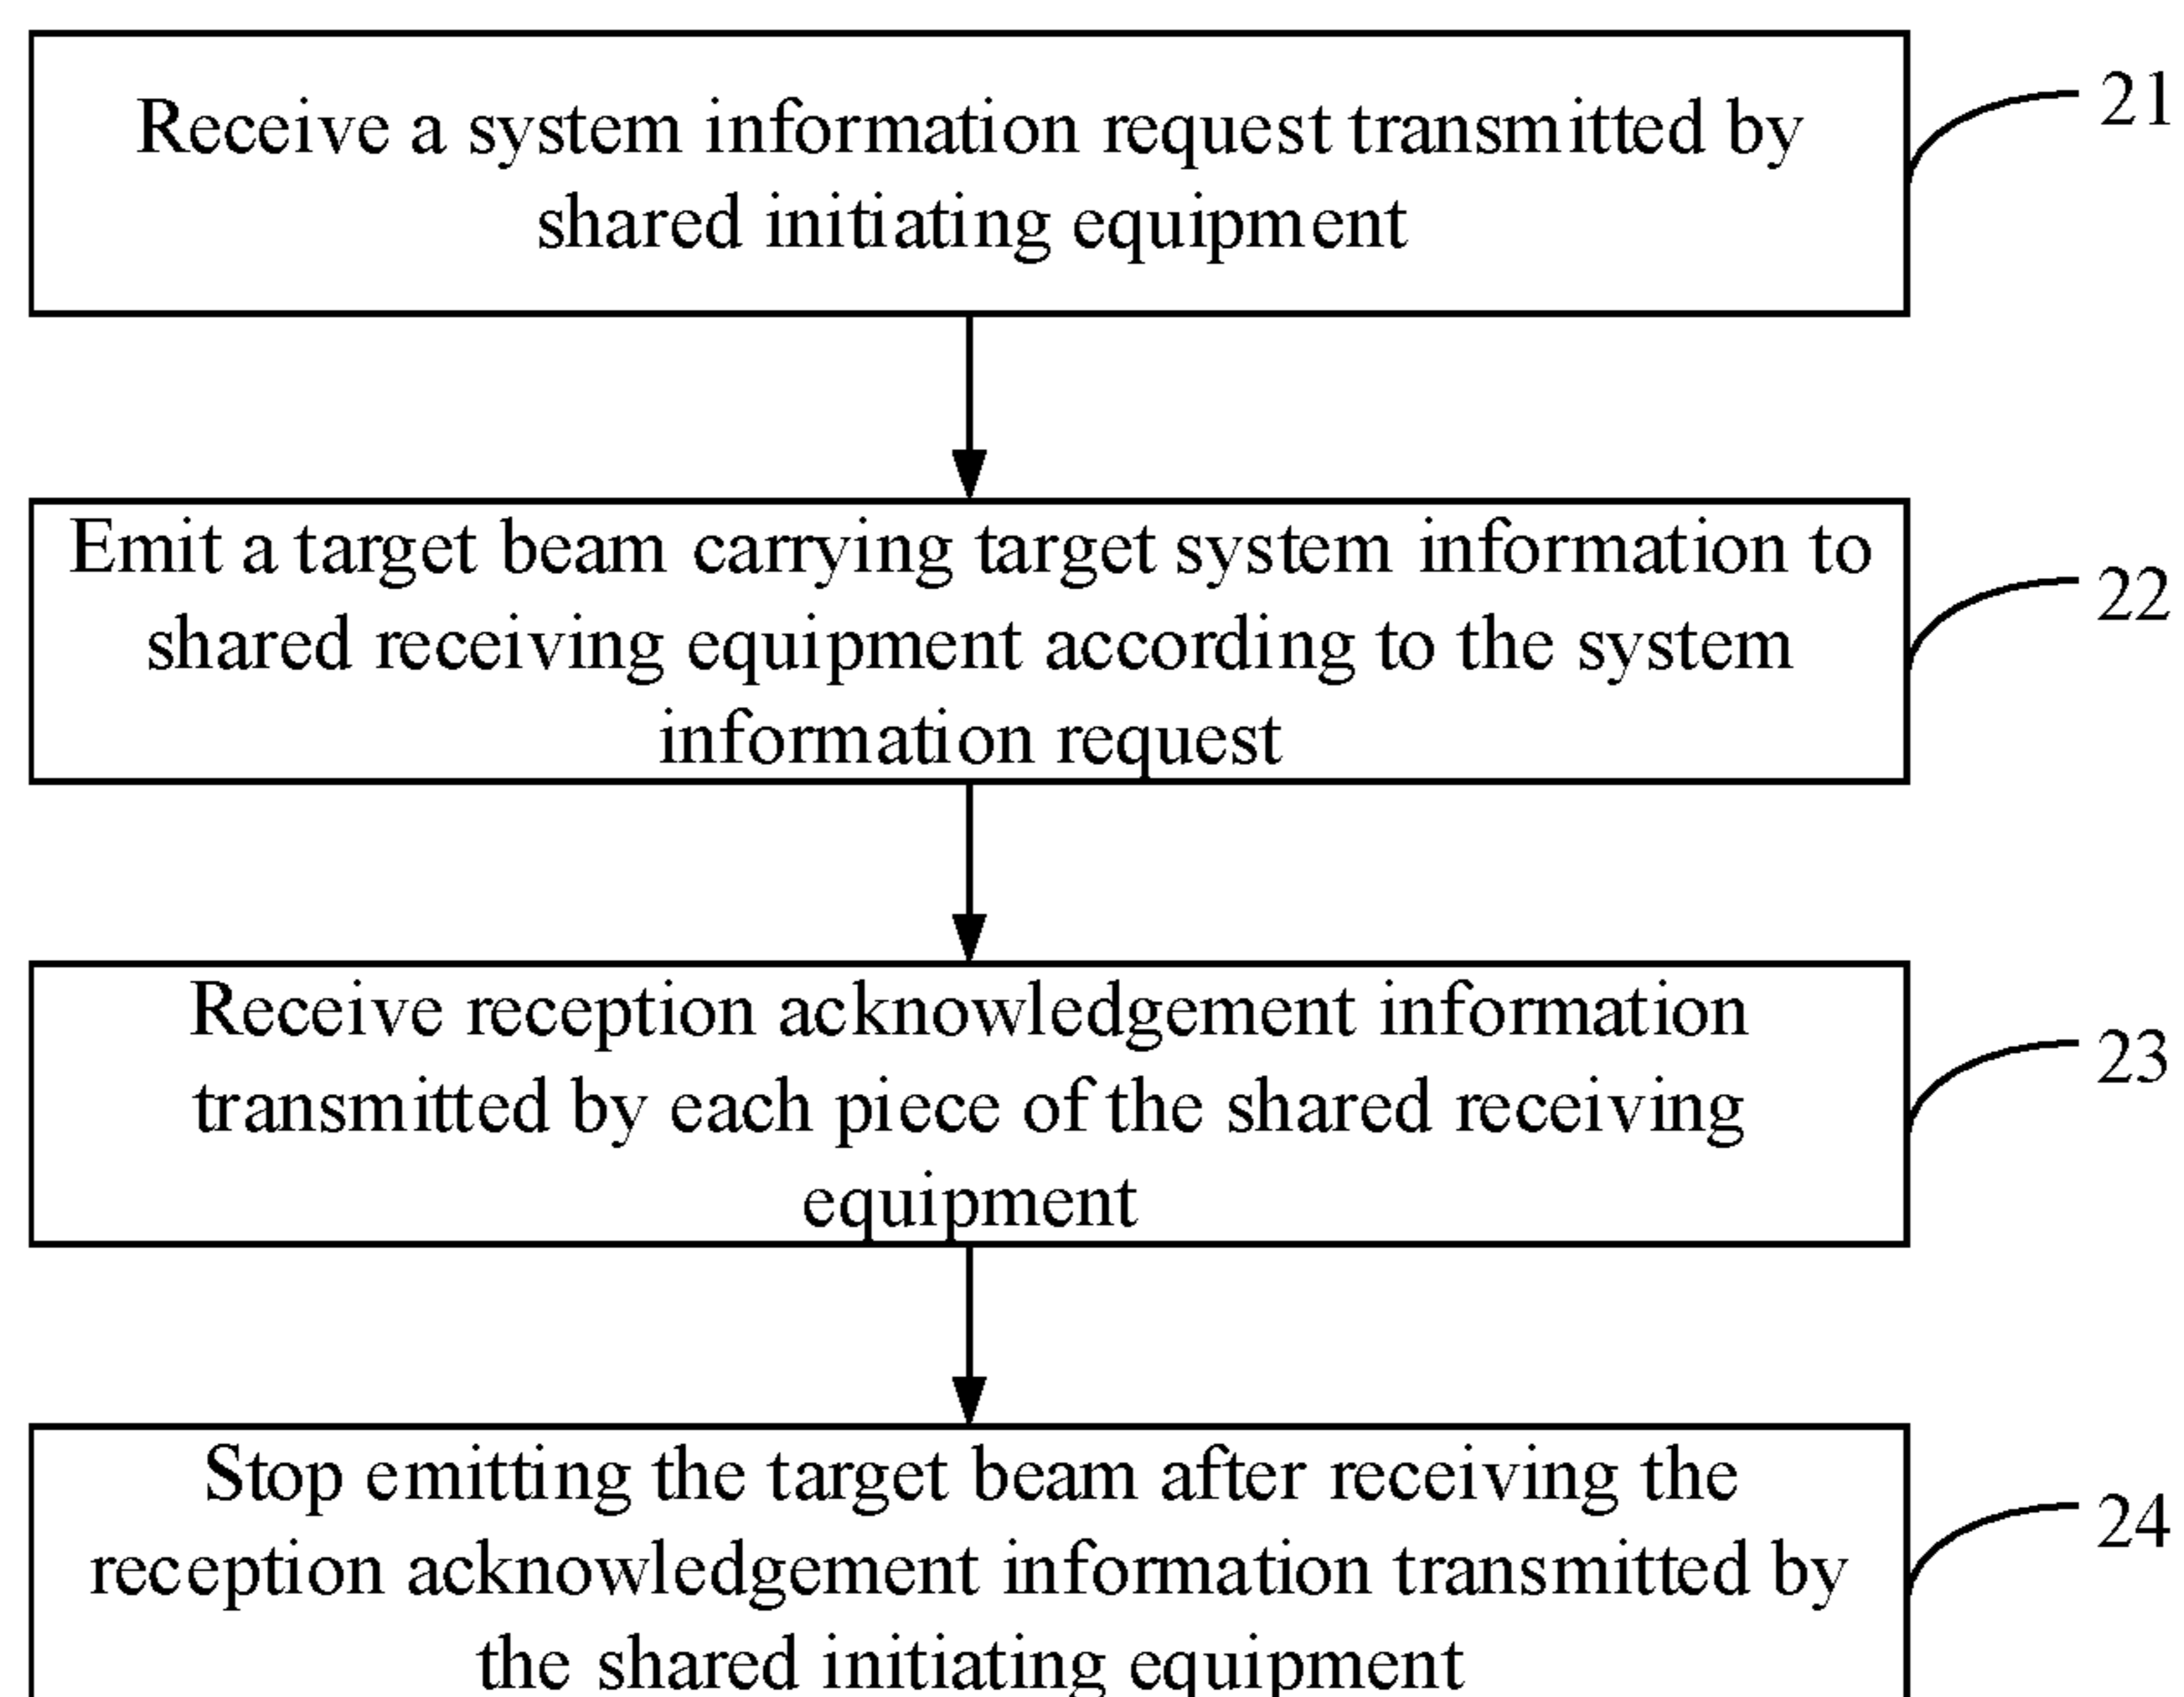 Receive a system information request transmitted by
shared initiating equipment
21
Emit a target beam carrying target system information to
shared receiving equipment according to the system
information request
22
Receive reception acknowledgement information
transmitted by each piece of the shared receiving
equipment
23
Stop emitting the target beam after receiving the
reception acknowledgement information transmitted by
the shared initiating equipment
24